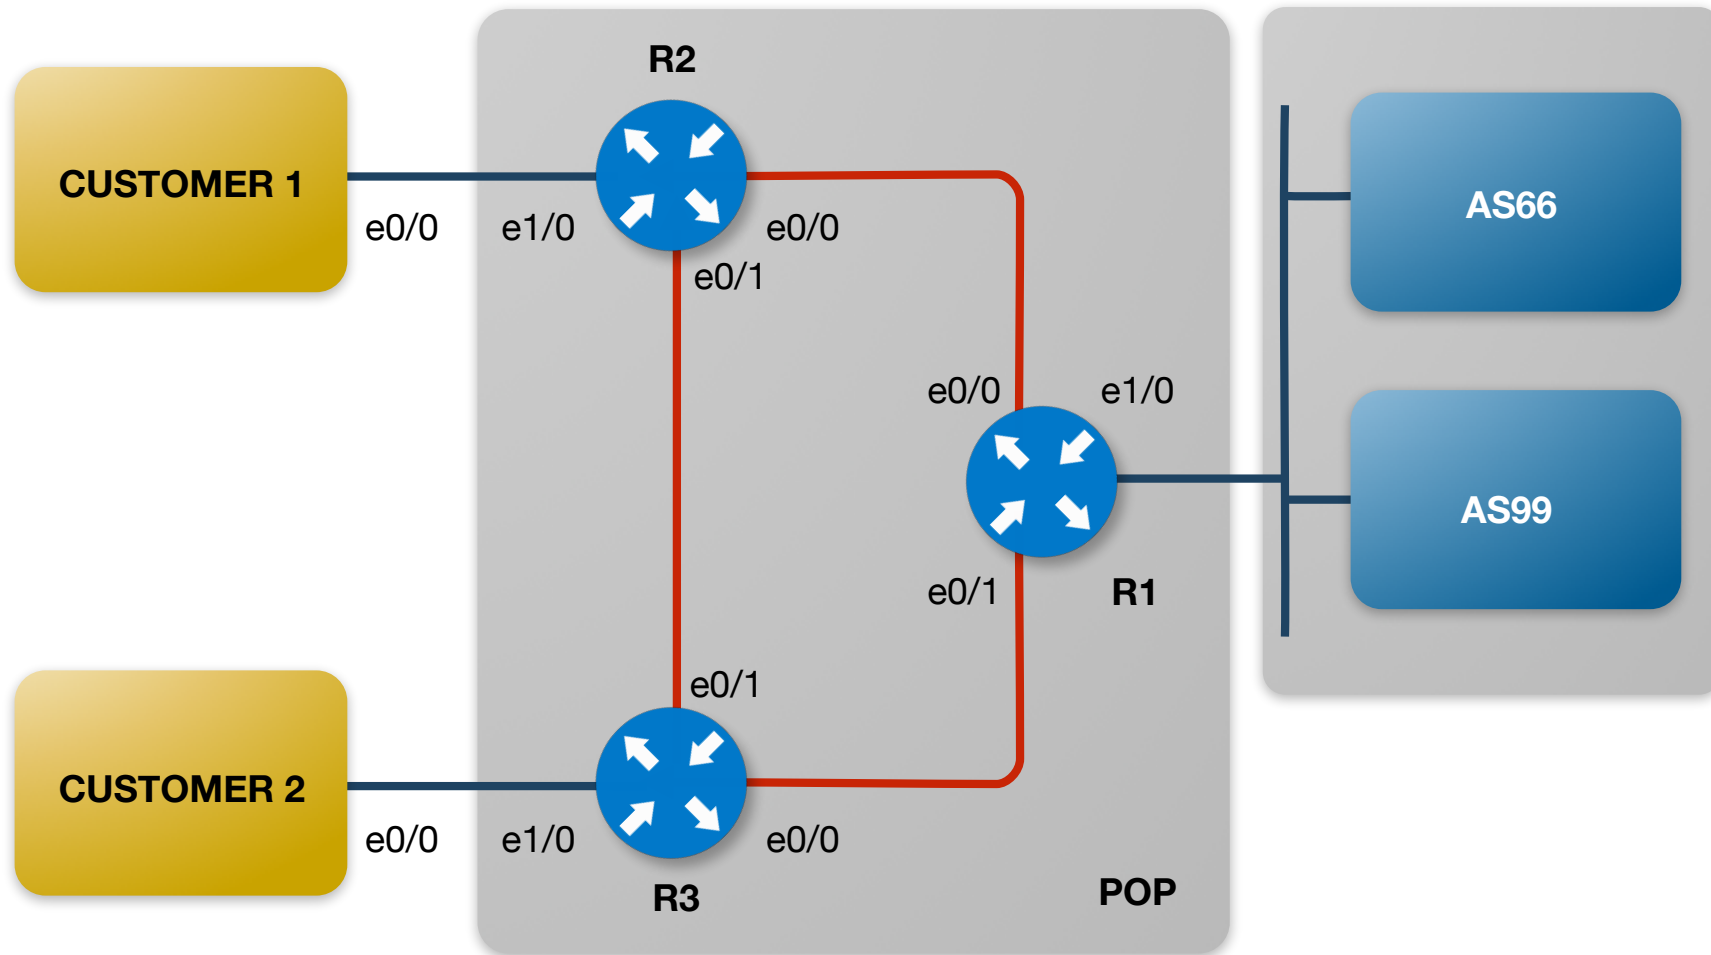 R2
CUSTOMER 1
e0/0
e1/0
e0/0
e0/1
AS66
e0/0
e1/0
AS99
e0/1
R1
e0/1
CUSTOMER 2
e0/0
e1/0
e0/0
R3
POP